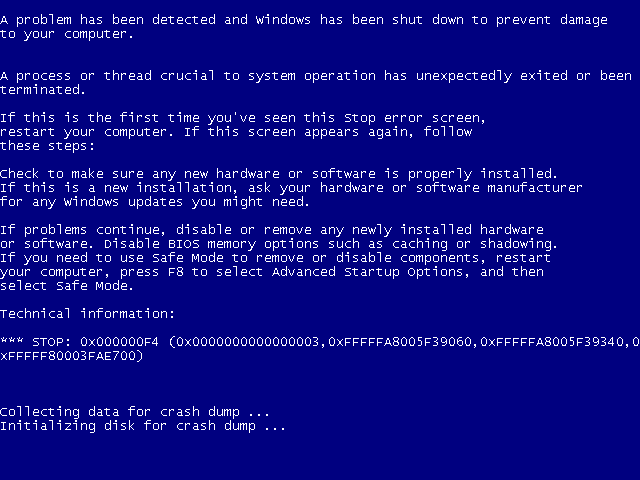 A problem has been detected and Windows has been shut down to prevent damage
to your computer.
A process or thread crucial to system operation has unexpectedly exited or been
terminated.
If this is the first time you've seen this Stop error screen,
restart your computer. If this screen appears again, follow
these steps:
Check to make sure any new hardware or software is properly installed.
If this is a new installation, ask your hardware or software manufacturer
for any Windows updates you might need.
If problems continue, disable or remove any newly installed hardware
or software. Disable BIOS memory options such as caching or shadowing.
If you need to use Safe Mode to remove or disable components, restart
your computer, press F8 to select Advanced Startup Options, and then
select Safe Mode.
Technical information:
*** STOP: 0x000000F4 (0x0000000000000003,0xFFFFFA8005F39060,0xFFFFFA8005F39340,0
xFFFFF80003FAE700)
Collecting data for crash dump ...
Initializing disk for crash dump ...